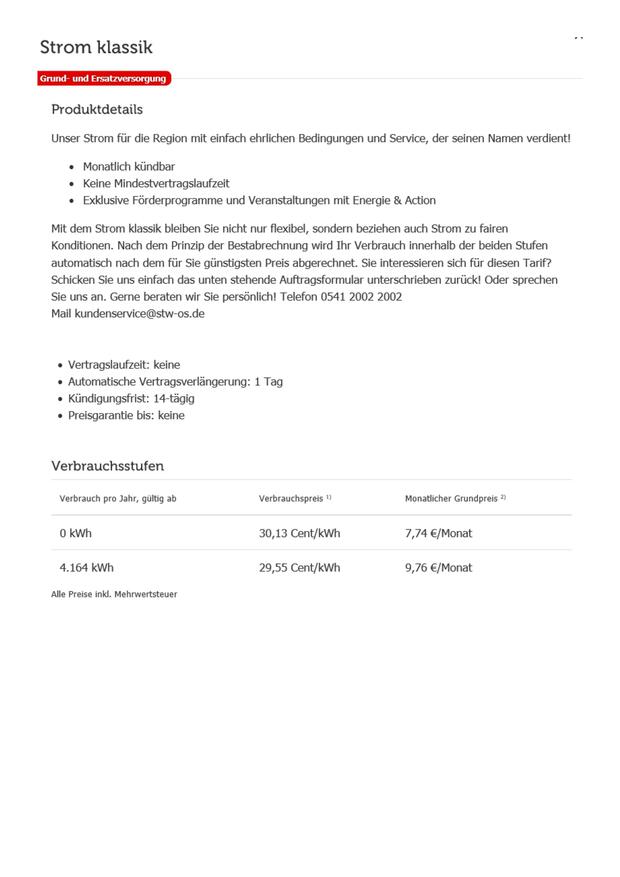 Strom klassik
Grund- und Ersatzversorgung
Produktdetails
Unser Strom für die Region mit einfach ehrlichen Bedingungen und Service, der seinen Namen verdient!
• Monatlich kündbar
• Keine Mindestvertragslaufzeit
• Exklusive Förderprogramme und Veranstaltungen mit Energie & Action
Mit dem Strom klassik bleiben Sie nicht nur flexibel, sondern beziehen auch Strom zu fairen
Konditionen. Nach dem Prinzip der Bestabrechnung wird Ihr Verbrauch innerhalb der beiden Stufen
automatisch nach dem für Sie günstigsten Preis abgerechnet. Sie interessieren sich für diesen Tarif?
Schicken Sie uns einfach das unten stehende Auftragsformular unterschrieben zurück! Oder sprechen
Sie uns an. Gerne beraten wir Sie persönlich! Telefon 0541 2002 2002
Mail kundenservice@stw-os.de
• Vertragslaufzeit: keine
• Automatische Vertragsverlängerung: 1 Tag
• Kündigungsfrist: 14-tägig
• Preisgarantie bis: keine
Verbrauchsstufen
Verbrauch pro Jahr, gültig ab Verbrauchspreis 1) Monatlicher Grundpreis 2)
0 kWh 30,13 Cent/kWh 7,74 €/Monat
4.164 kWh 29,55 Cent/kWh 9,76 €/Monat
Alle Preise inkl. Mehrwertsteuer